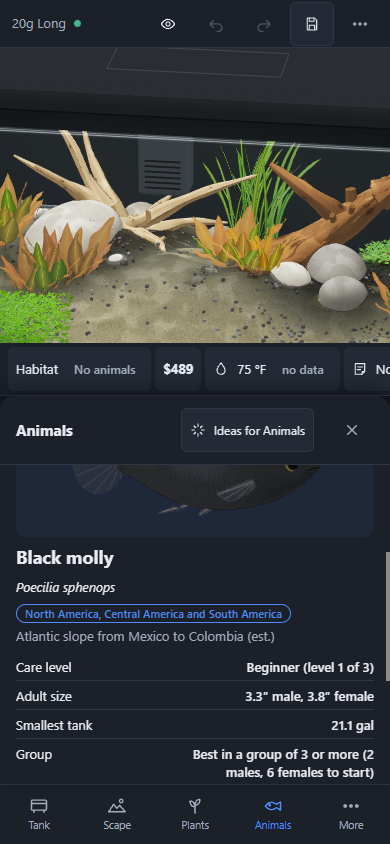 20g Long
Habitat No animals $489 75 °F no data No
Animals Ideas for Animals
Black molly
Poecilia sphenops
North America, Central America and South America
Atlantic slope from Mexico to Colombia (est.)
Care level Beginner (level 1 of 3)
Adult size 3.3″ male, 3.8″ female
Smallest tank 21.1 gal
Group Best in a group of 3 or more (2
males, 6 females to start)
Tank Scape Plants Animals More